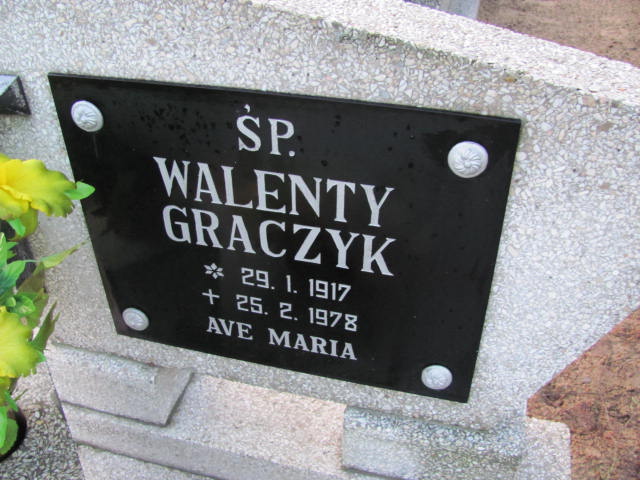 ŚP.
WALENTY
GRACZYK
* 29. 1. 1917
+ 25. 2. 1978
AVE MARIA